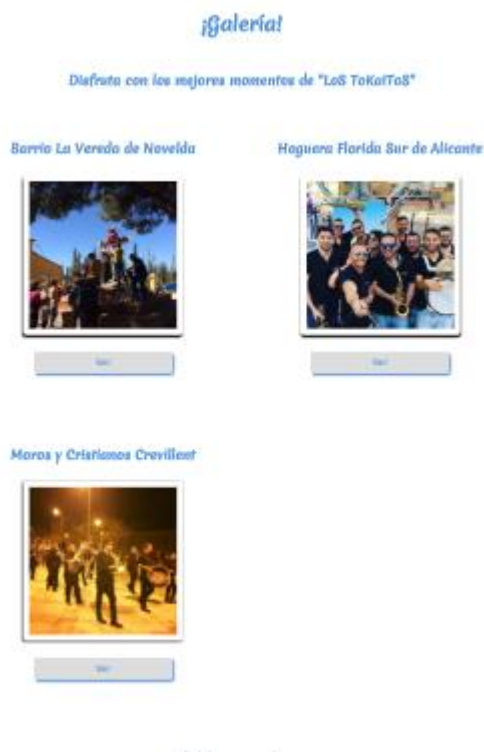 ¡Galería!
Disfruta con los mejores momentos de "LoS ToKaiToS"
Barrio La Vereda de Novelda
Hoguera Florida Sur de Alicante
Moros y Cristianos Crevillent